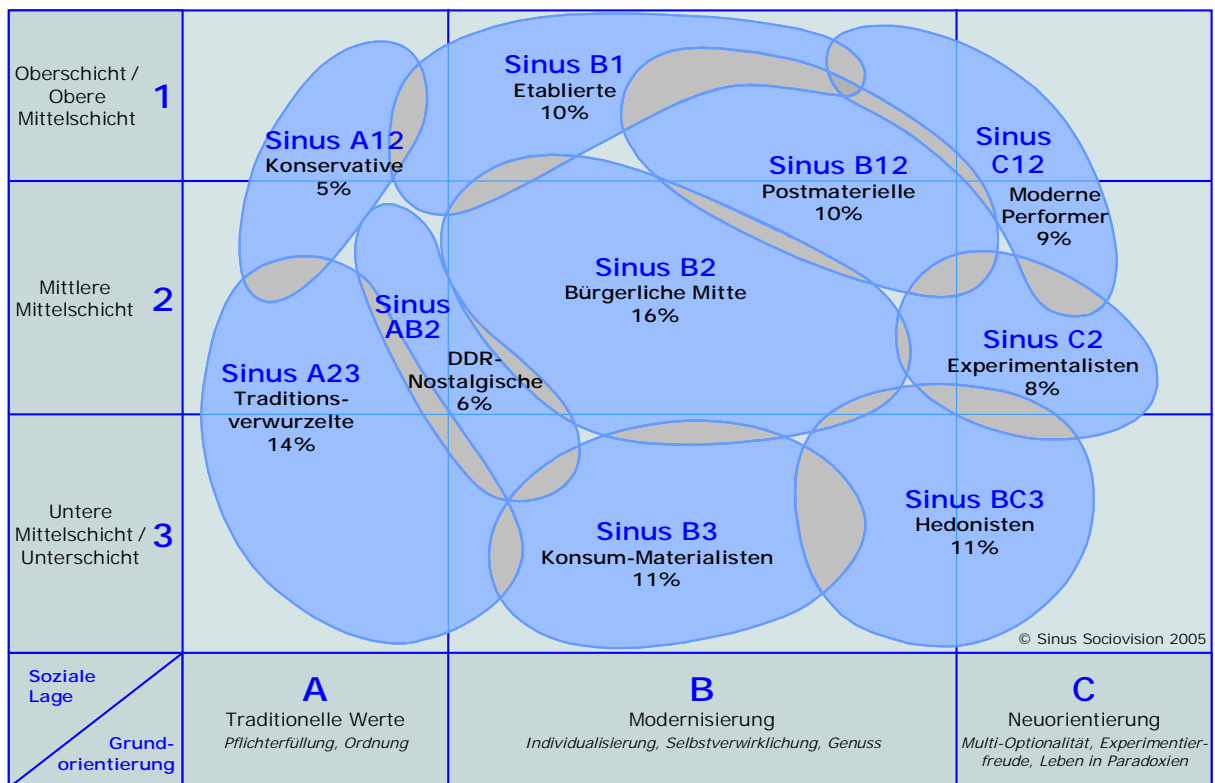 Oberschicht /
Obere
Mittelschicht
1
Sinus B1
Etablierte
10%
Sinus A12
Konservative
5%
Sinus B12
Postmaterielle
10%
Sinus
C12
Moderne
Performer
9%
Mittlere
Mittelschicht
2
Sinus
AB2
DDR-
Nostalgische
6%
Sinus B2
Bürgerliche Mitte
16%
Sinus C2
Experimentalisten
8%
Sinus A23
Traditions-
verwurzelte
14%
Untere
Mittelschicht /
Unterschicht
3
Sinus B3
Konsum-Materialisten
11%
Sinus BC3
Hedonisten
11%
© Sinus Sociovision 2005
Soziale
Lage
Grund-
orientierung
A
Traditionelle Werte
Pflichterfüllung, Ordnung
B
Modernisierung
Individualisierung, Selbstverwirklichung, Genuss
C
Neuorientierung
Multi-Optionalität, Experimentier-
freude, Leben in Paradoxien